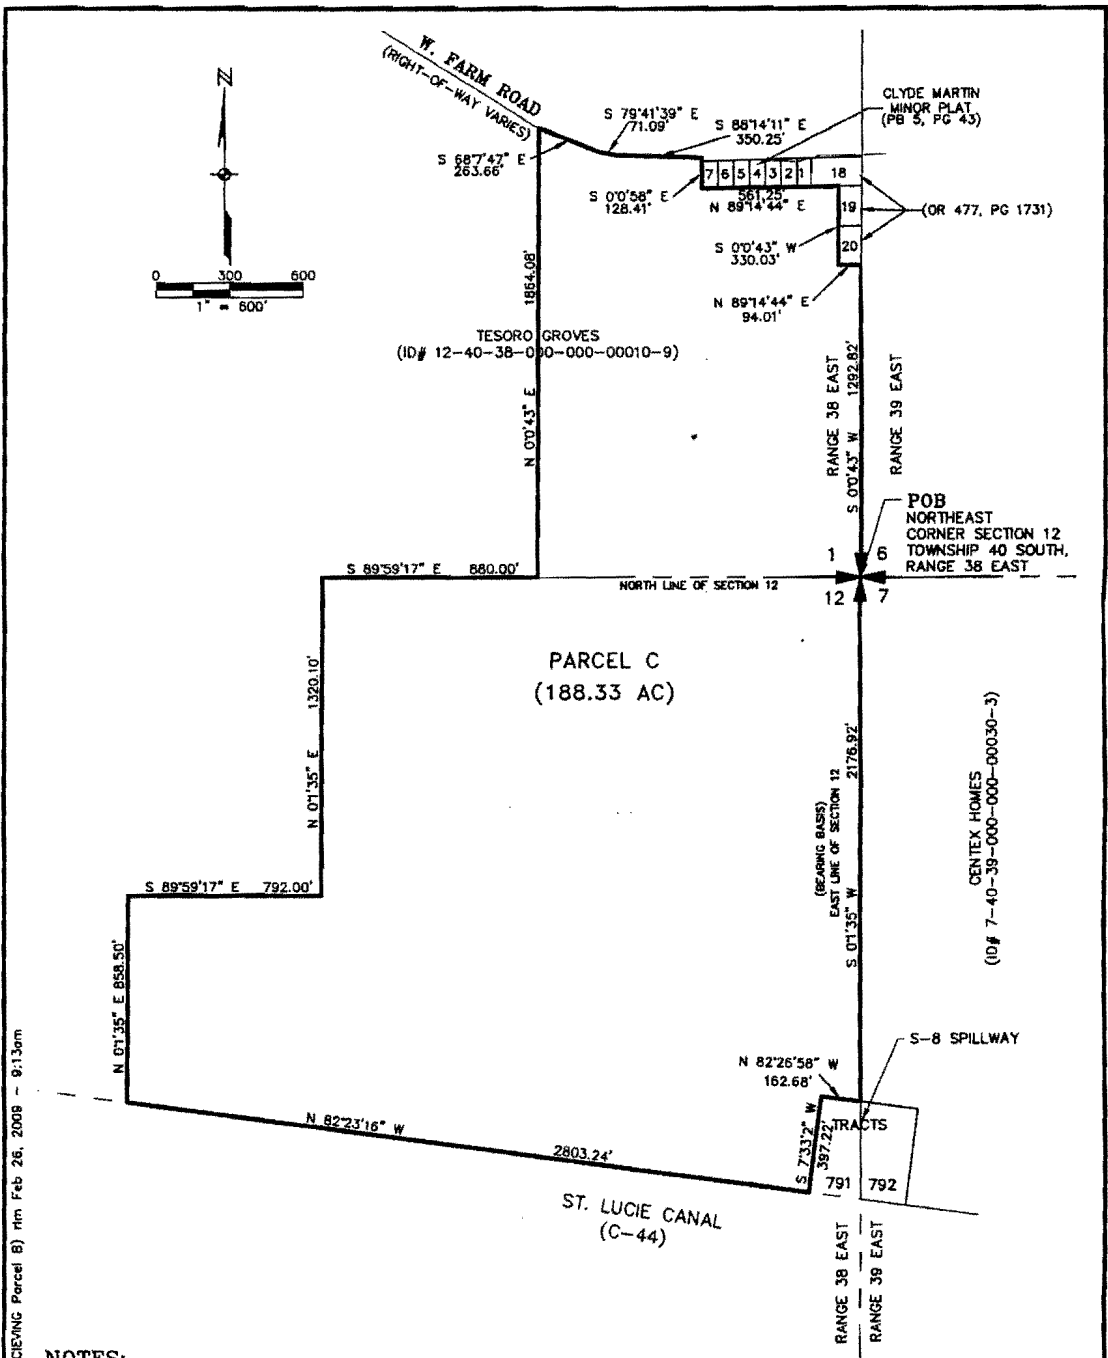 W. FARM ROAD
(RIGHT-OF-WAY VARIES)
N
0 300 600
1" = 600'
S 68°7'47" E
263.66'
S 79°41'39" E
71.09'
S 88°14'11" E
350.25'
CLYDE MARTIN
MINOR PLAT
(PB 5, PG 43)
7 6 5 4 3 2 1 18
S 0°0'58" E
128.41'
561.25'
N 89°14'44" E
19
(OR 477, PG 1731)
S 0°0'43" W
330.03'
20
N 89°14'44" E
94.01'
TESORO GROVES
(ID# 12-40-38-000-000-00010-9)
N 0°0'43" E 1864.08'
RANGE 38 EAST
S 0°0'43" W 1292.82'
RANGE 39 EAST
POB
NORTHEAST
CORNER SECTION 12
TOWNSHIP 40 SOUTH,
RANGE 38 EAST
1 6
12 7
S 89°59'17" E 880.00'
NORTH LINE OF SECTION 12
PARCEL C
(188.33 AC)
N 0°1'35" E 1320.10'
(BEARING BASIS)
EAST LINE OF SECTION 12
S 0°1'35" W 2176.92'
CENTEX HOMES
(ID# 7-40-39-000-000-00030-3)
S 89°59'17" E 792.00'
N 0°1'35" E 858.50'
S-8 SPILLWAY
N 82°26'58" W
162.68'
TRACTS
S 7°33'2" W
397.22'
791 792
N 82°23'16" W 2803.24'
ST. LUCIE CANAL
(C-44)
RANGE 38 EAST
RANGE 39 EAST
CIEVING Parcel B) rlm Feb 26, 2009 - 9:13am
NOTES: